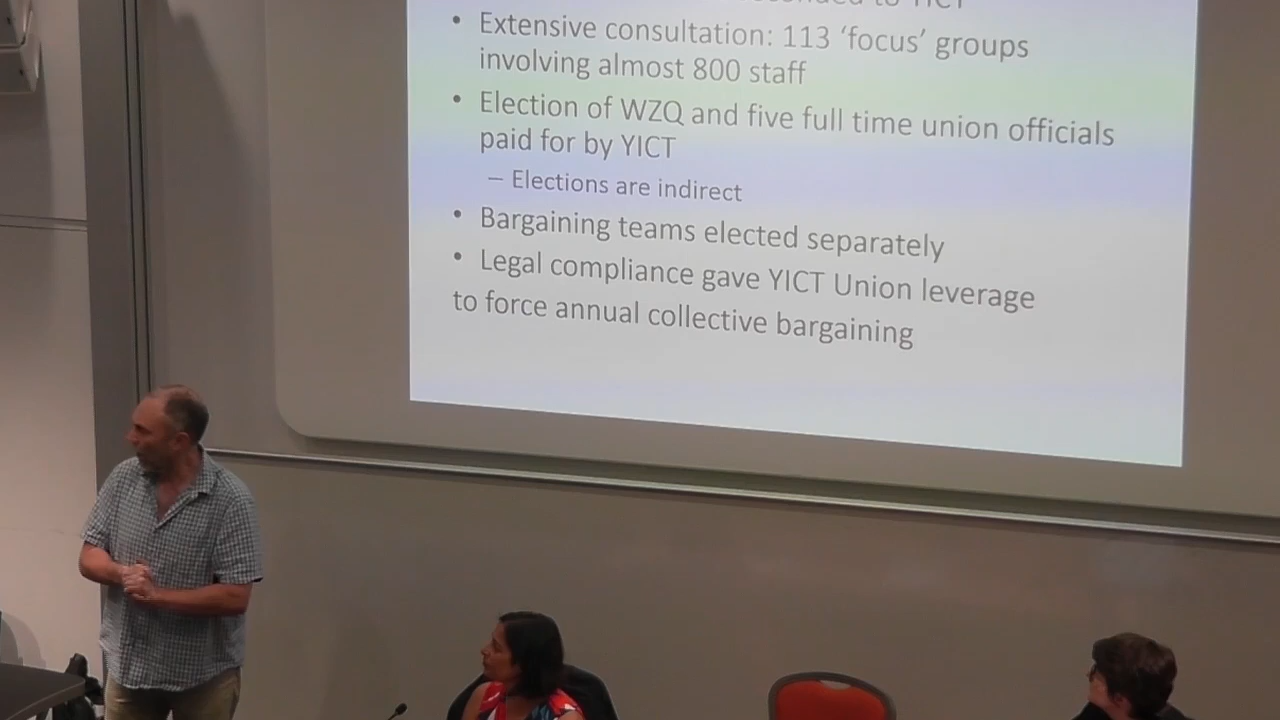 to YICT
• Extensive consultation: 113 ‘focus’ groups
involving almost 800 staff
• Election of WZQ and five full time union officials
paid for by YICT
– Elections are indirect
• Bargaining teams elected separately
• Legal compliance gave YICT Union leverage
to force annual collective bargaining